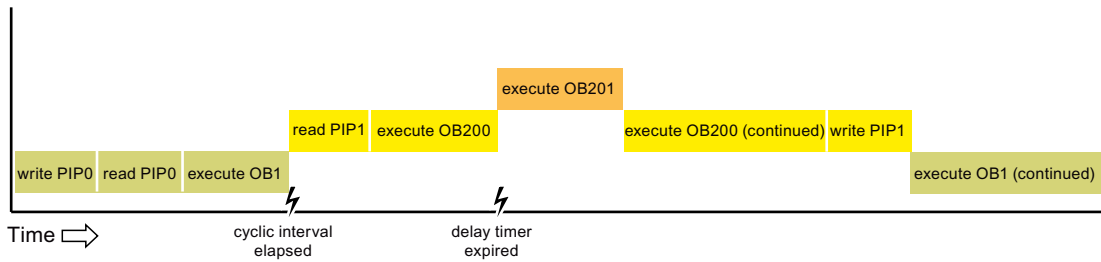 execute OB201
read PIP1 execute OB200 execute OB200 (continued) write PIP1
write PIP0 read PIP0 execute OB1 execute OB1 (continued)
Time
cyclic interval
elapsed
delay timer
expired